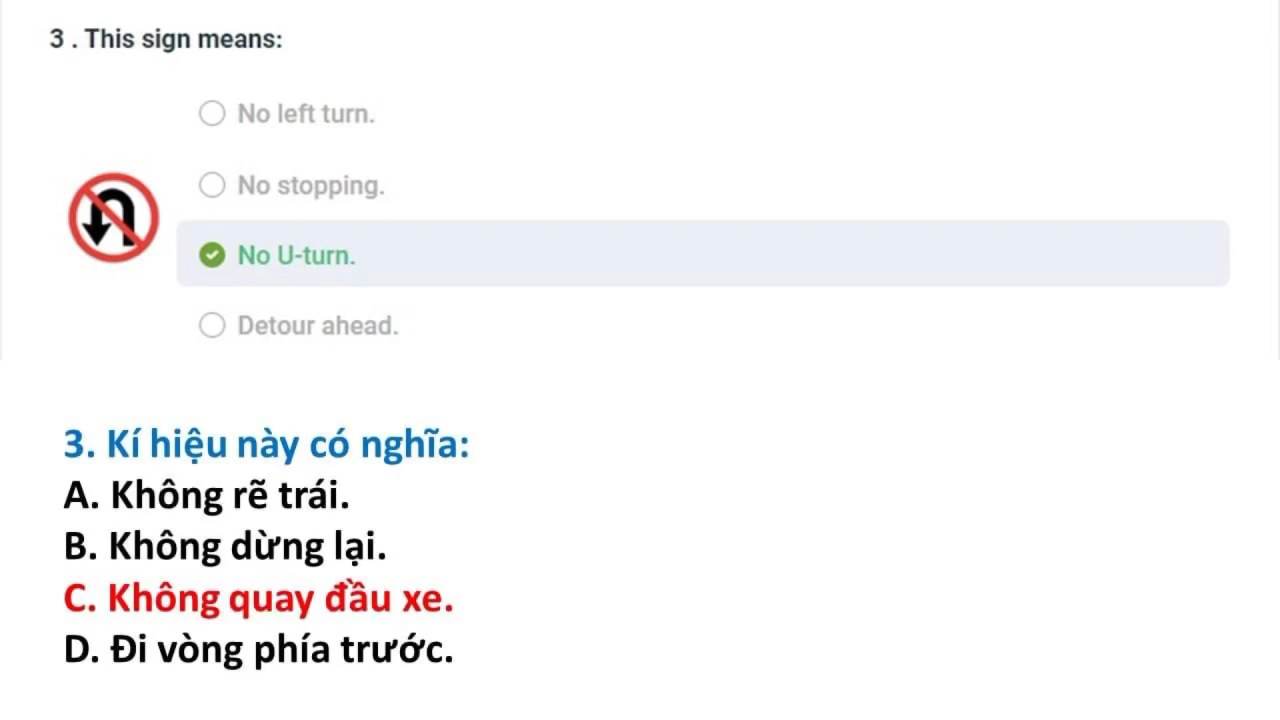 3 . This sign means:
No left turn.
No stopping.
No U-turn.
Detour ahead.
3. Kí hiệu này có nghĩa:
A. Không rẽ trái.
B. Không dừng lại.
C. Không quay đầu xe.
D. Đi vòng phía trước.